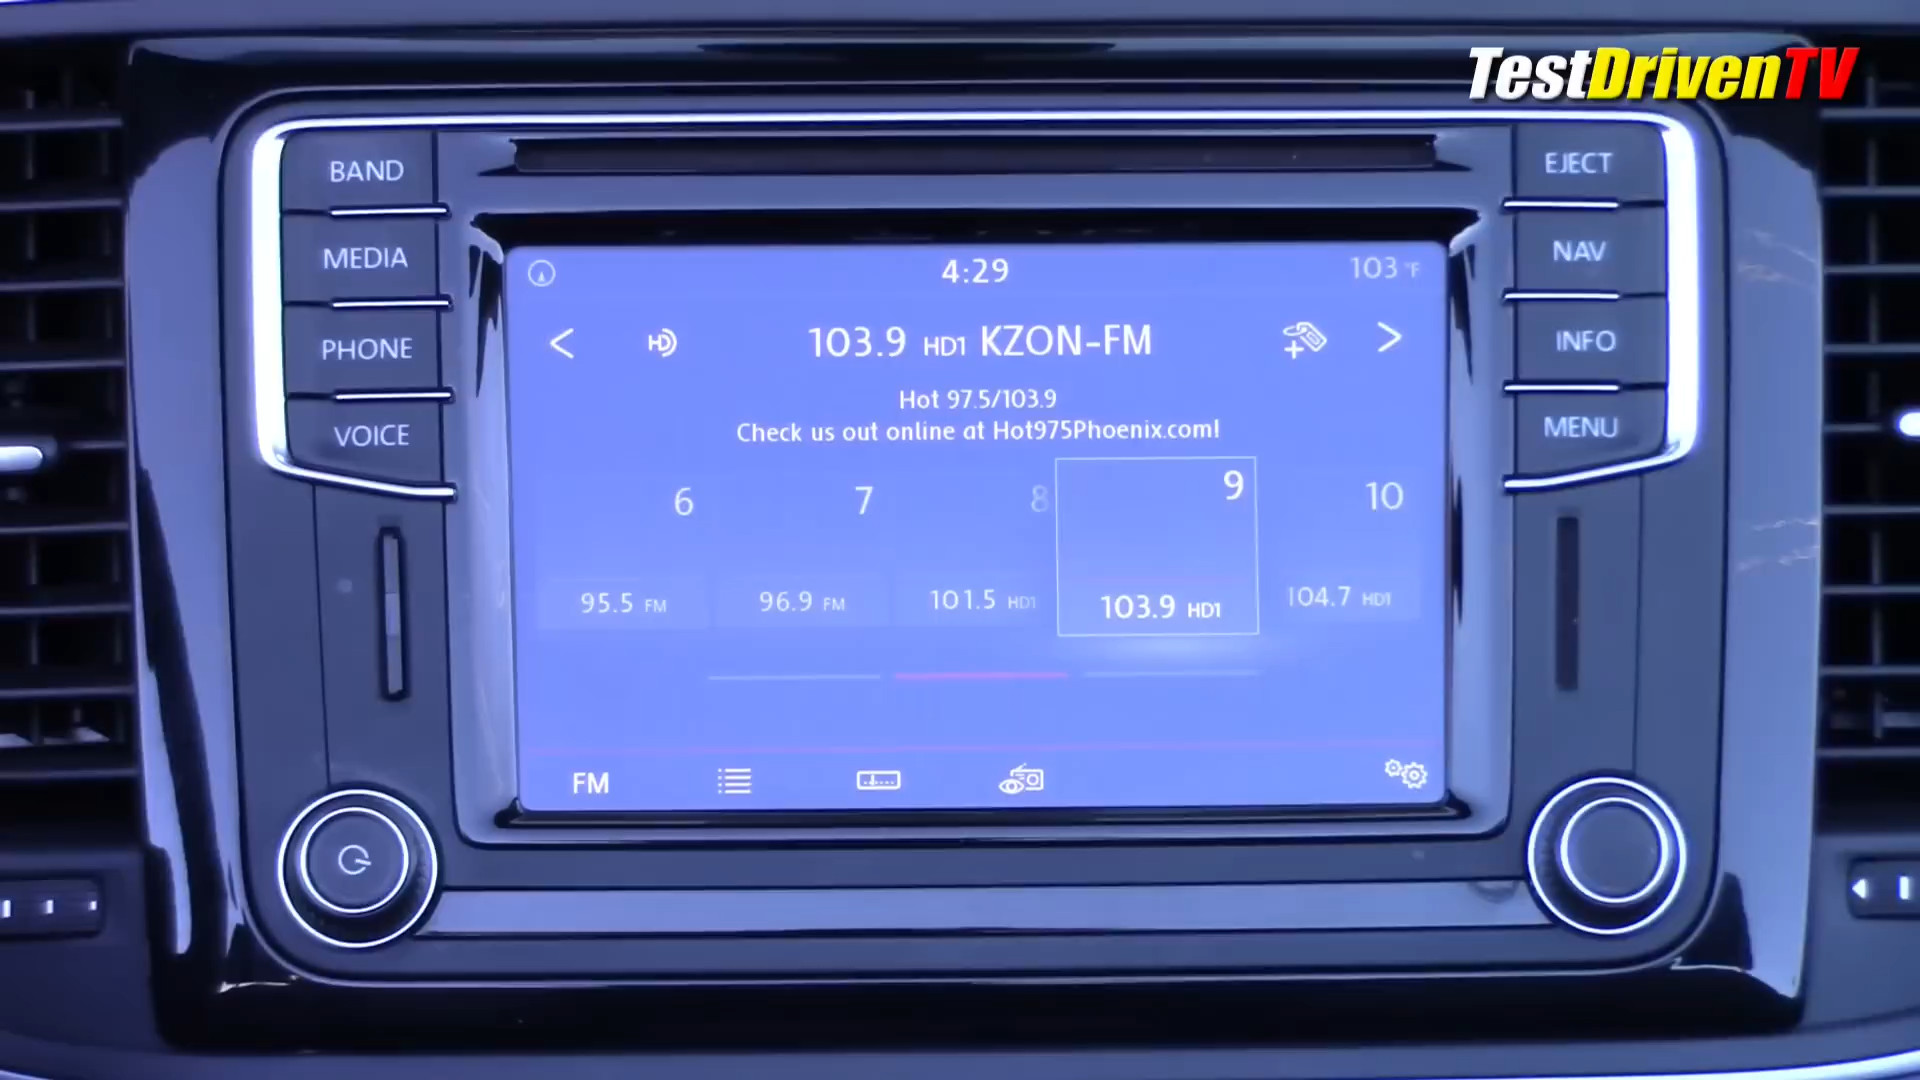 TestDrivenTV
BAND
EJECT
MEDIA
NAV
PHONE
INFO
VOICE
MENU
4:29
103 °F
< HD 103.9 HD1 KZON-FM >
Hot 97.5/103.9
Check us out online at Hot975Phoenix.com!
6 7 8 9 10
95.5 FM 96.9 FM 101.5 HD1 103.9 HD1 104.7 HD1
FM